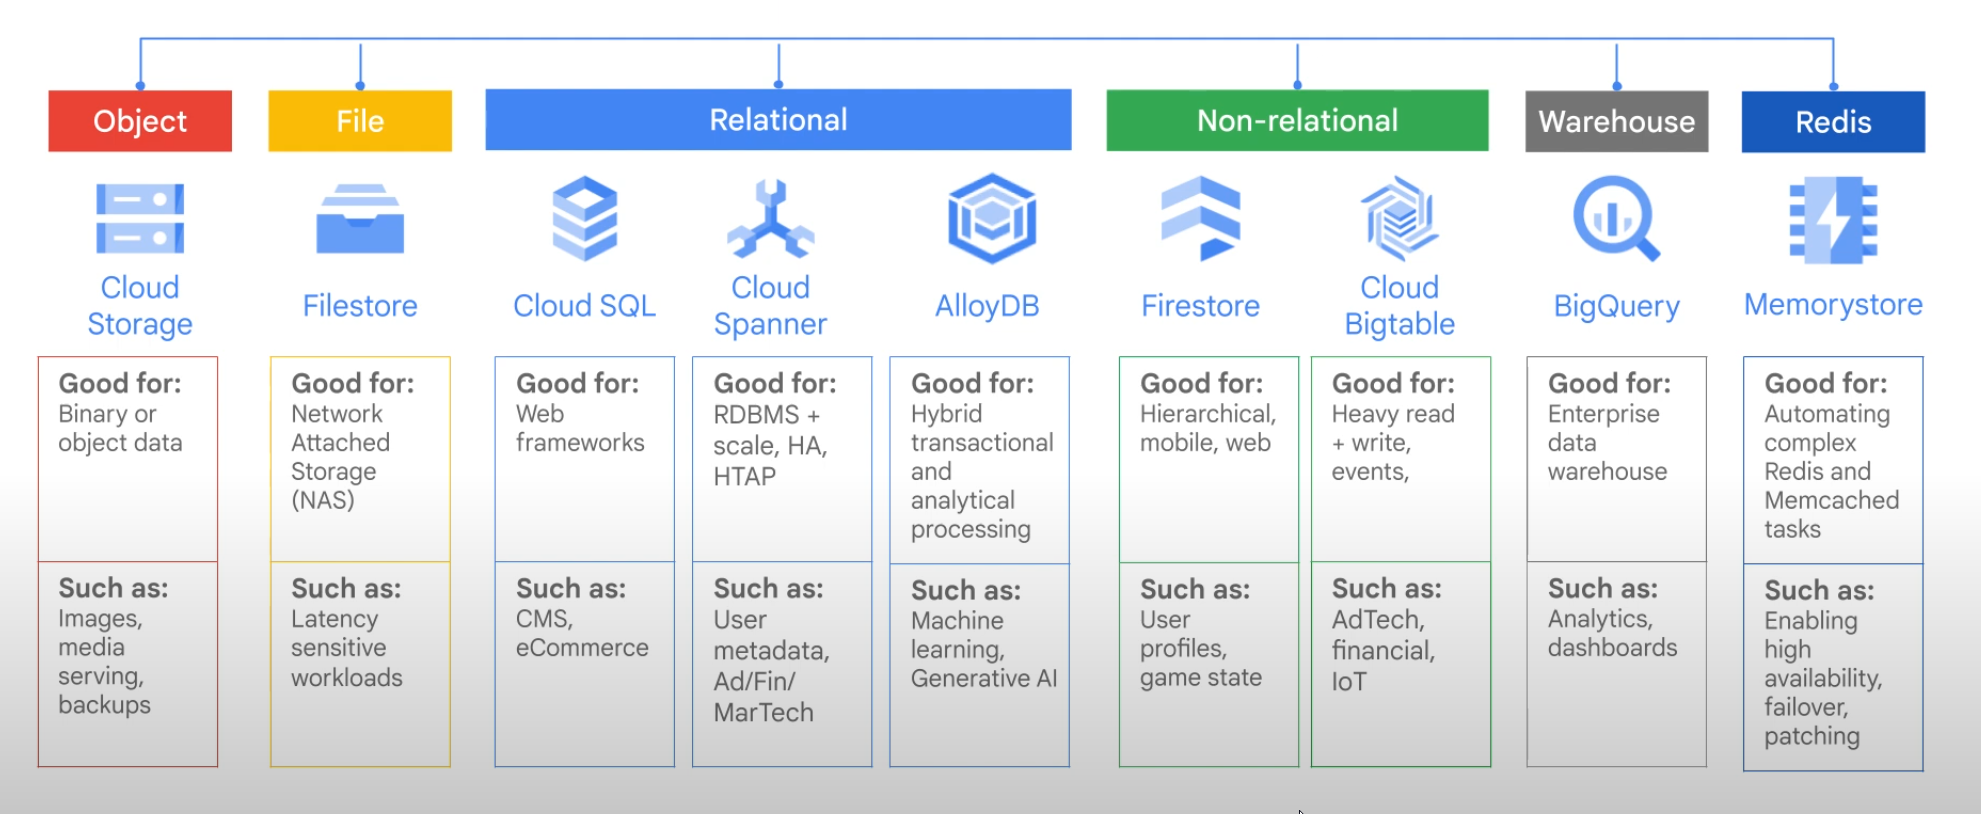 Object
File
Relational
Non-relational
Warehouse
Redis
Cloud
Storage
Filestore
Cloud SQL
Cloud
Spanner
AlloyDB
Firestore
Cloud
Bigtable
BigQuery
Memorystore
Good for:
Binary or
object data
Such as:
Images,
media
serving,
backups
Good for:
Network
Attached
Storage
(NAS)
Such as:
Latency
sensitive
workloads
Good for:
Web
frameworks
Such as:
CMS,
eCommerce
Good for:
RDBMS +
scale, HA,
HTAP
Such as:
User
metadata,
Ad/Fin/
MarTech
Good for:
Hybrid
transactional
and
analytical
processing
Such as:
Machine
learning,
Generative AI
Good for:
Hierarchical,
mobile, web
Such as:
User
profiles,
game state
Good for:
Heavy read
+ write,
events,
Such as:
AdTech,
financial,
IoT
Good for:
Enterprise
data
warehouse
Such as:
Analytics,
dashboards
Good for:
Automating
complex
Redis and
Memcached
tasks
Such as:
Enabling
high
availability,
failover,
patching